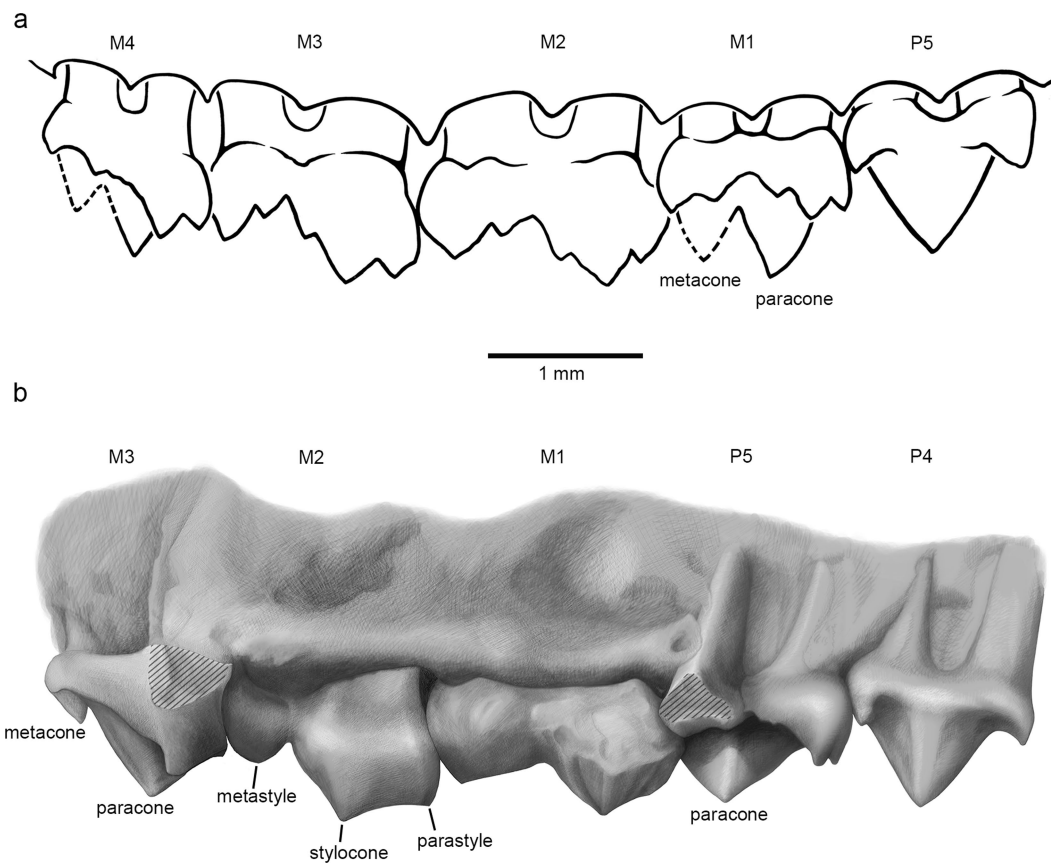 a
M4 M3 M2 M1 P5
metacone
paracone
1 mm
b
M3 M2 M1 P5 P4
metacone
paracone
metastyle
stylocone
parastyle
paracone